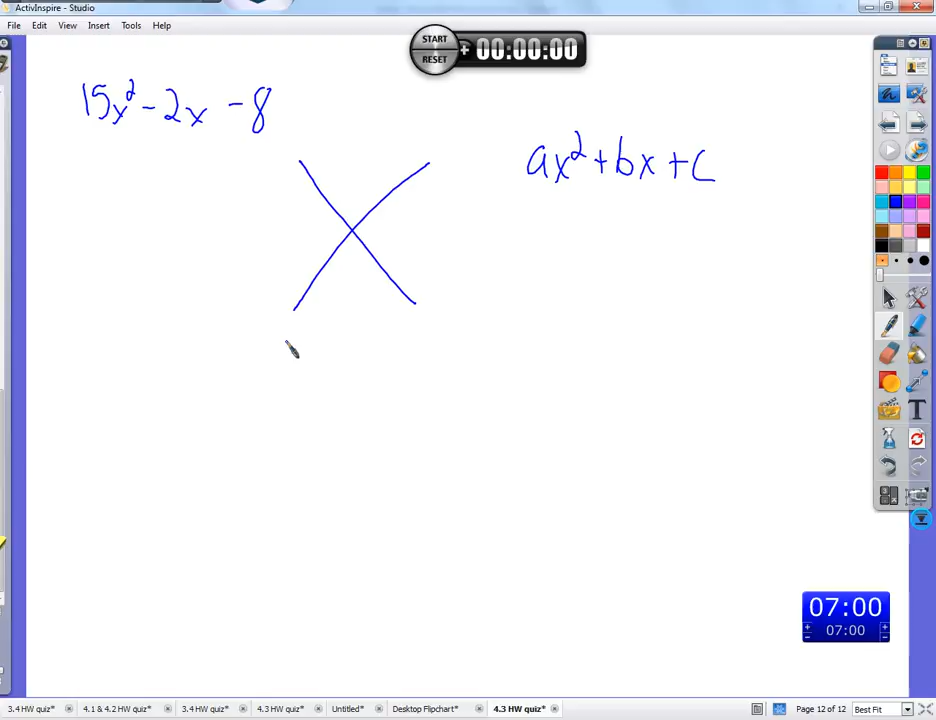 ActivInspire - Studio
File Edit View Insert Tools Help
START
RESET
+ 00:00:00
15x² - 2x - 8
ax² + bx + c
07:00
07:00
3.4 HW quiz* 4.1 & 4.2 HW quiz* 3.4 HW quiz* 4.3 HW quiz* Untitled* Desktop Flipchart* 4.3 HW quiz* Page 12 of 12 Best Fit